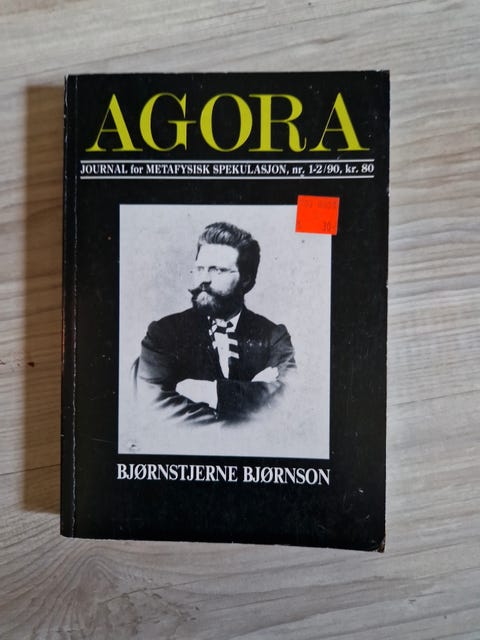 AGORA
JOURNAL for METAFYSISK SPEKULASJON, nr. 1-2/90, kr. 80
BJØRNSTJERNE BJØRNSON